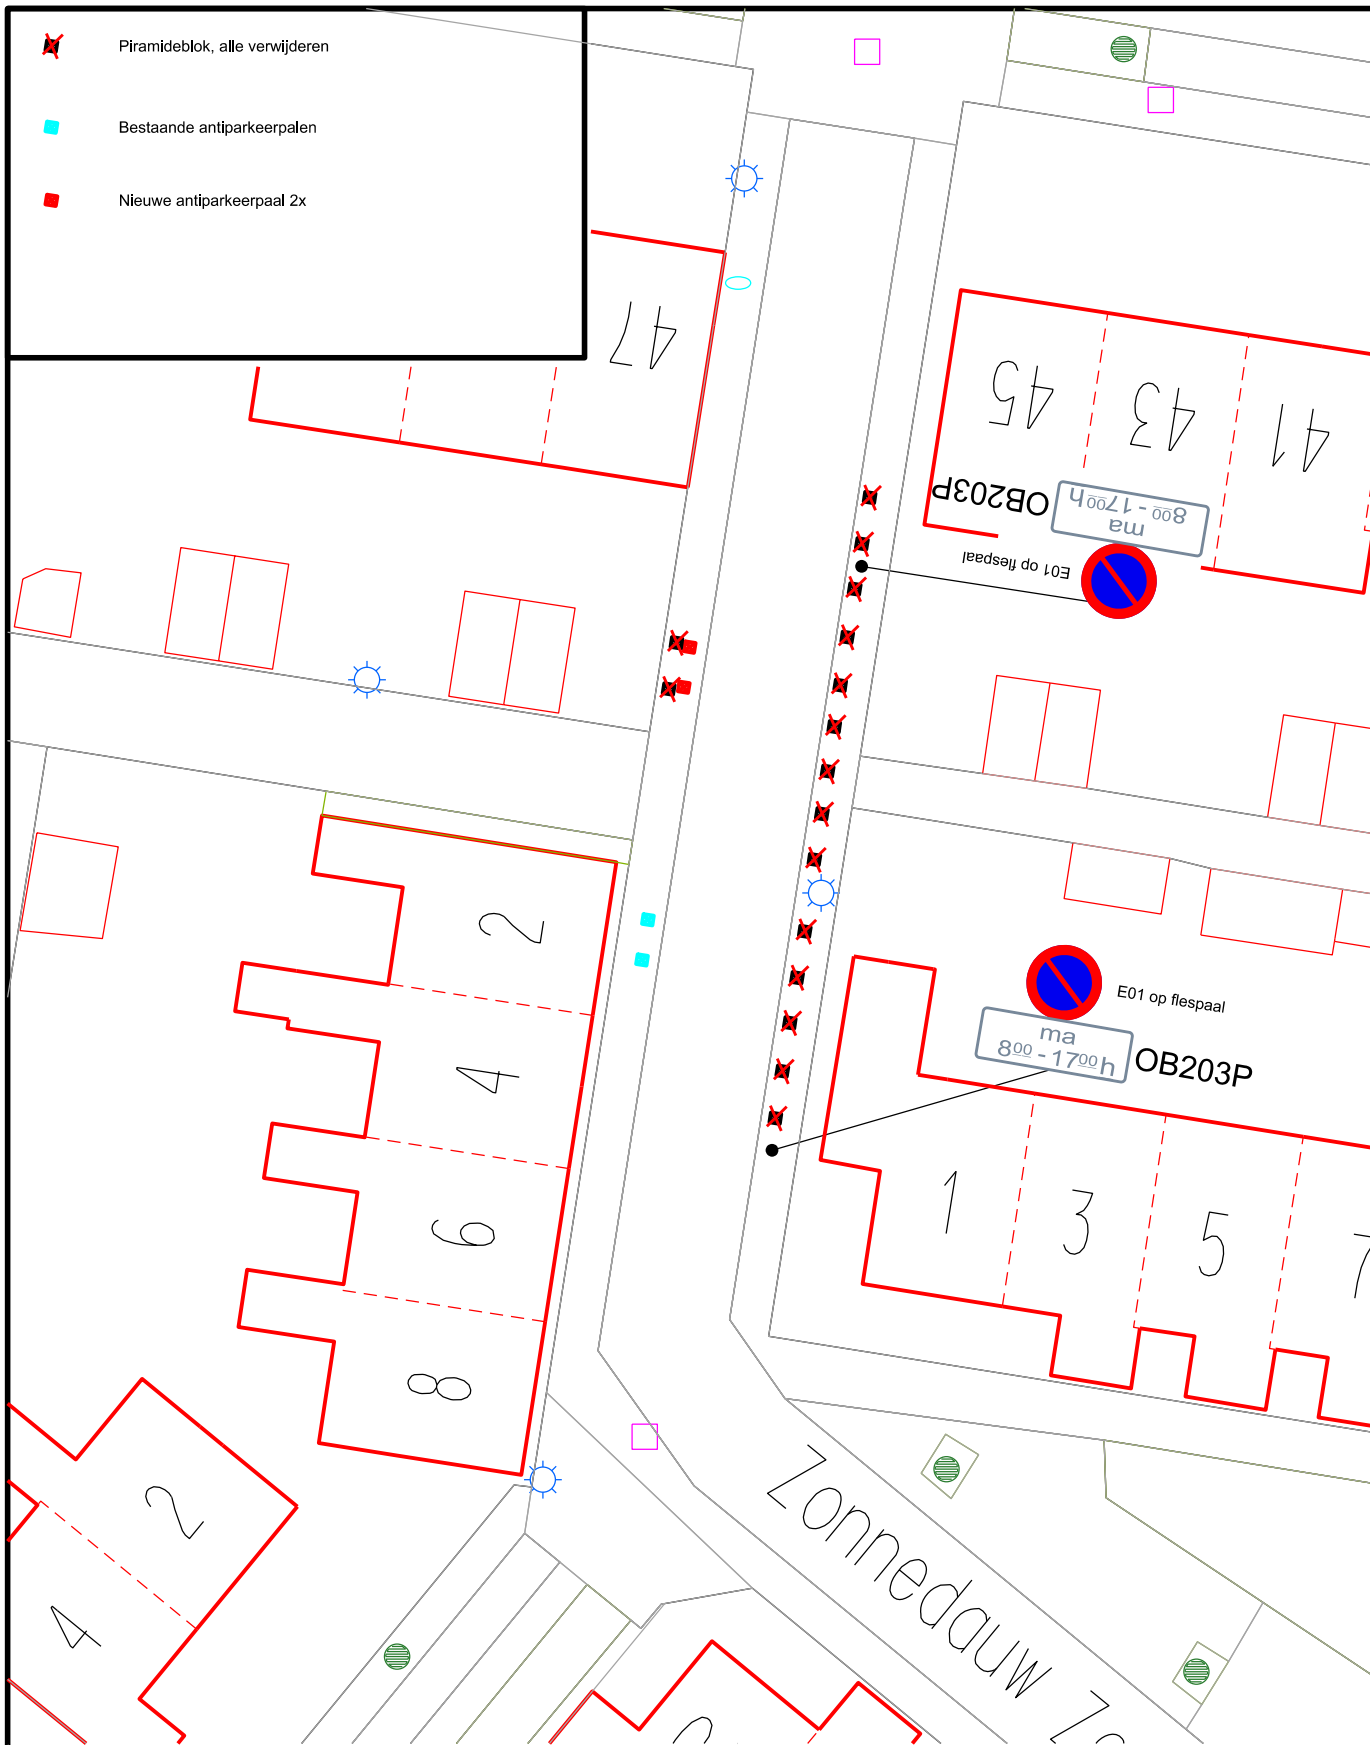 Piramideblok, alle verwijderen
Bestaande antiparkeerpalen
Nieuwe antiparkeerpaal 2x
47
45
43
41
OB203P
ma
800 - 1700 h
E01 op flespaal
2
4
6
8
E01 op flespaal
ma
800 - 1700 h
OB203P
1
3
5
7
2
4
Zonnedauw